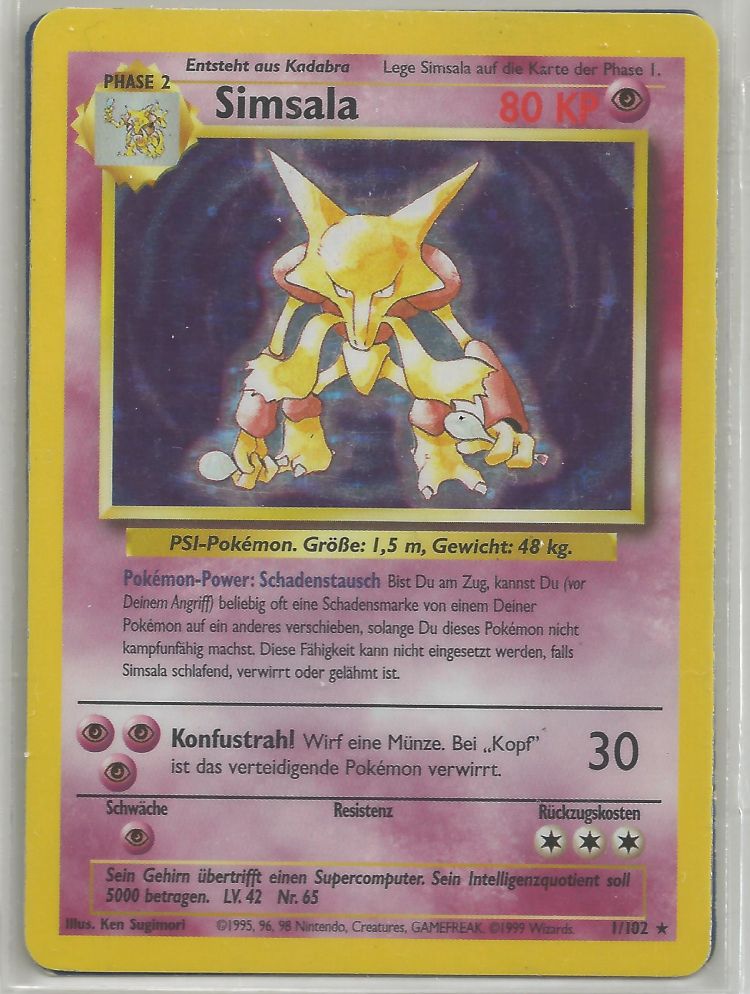 Entsteht aus Kadabra Lege Simsala auf die Karte der Phase 1.
PHASE 2
Simsala 80 KP
PSI-Pokémon. Größe: 1,5 m, Gewicht: 48 kg.
Pokémon-Power: Schadenstausch Bist Du am Zug, kannst Du (vor
Deinem Angriff) beliebig oft eine Schadensmarke von einem Deiner
Pokémon auf ein anderes verschieben, solange Du dieses Pokémon nicht
kampfunfähig machst. Diese Fähigkeit kann nicht eingesetzt werden, falls
Simsala schlafend, verwirrt oder gelähmt ist.
Konfustrahl Wirf eine Münze. Bei „Kopf”
ist das verteidigende Pokémon verwirrt.
30
Schwäche Resistenz Rückzugskosten
Sein Gehirn übertrifft einen Supercomputer. Sein Intelligenzquotient soll
5000 betragen. LV. 42 Nr. 65
Illus. Ken Sugimori ©1995, 96, 98 Nintendo, Creatures, GAMEFREAK. ©1999 Wizards. 1/102 ★